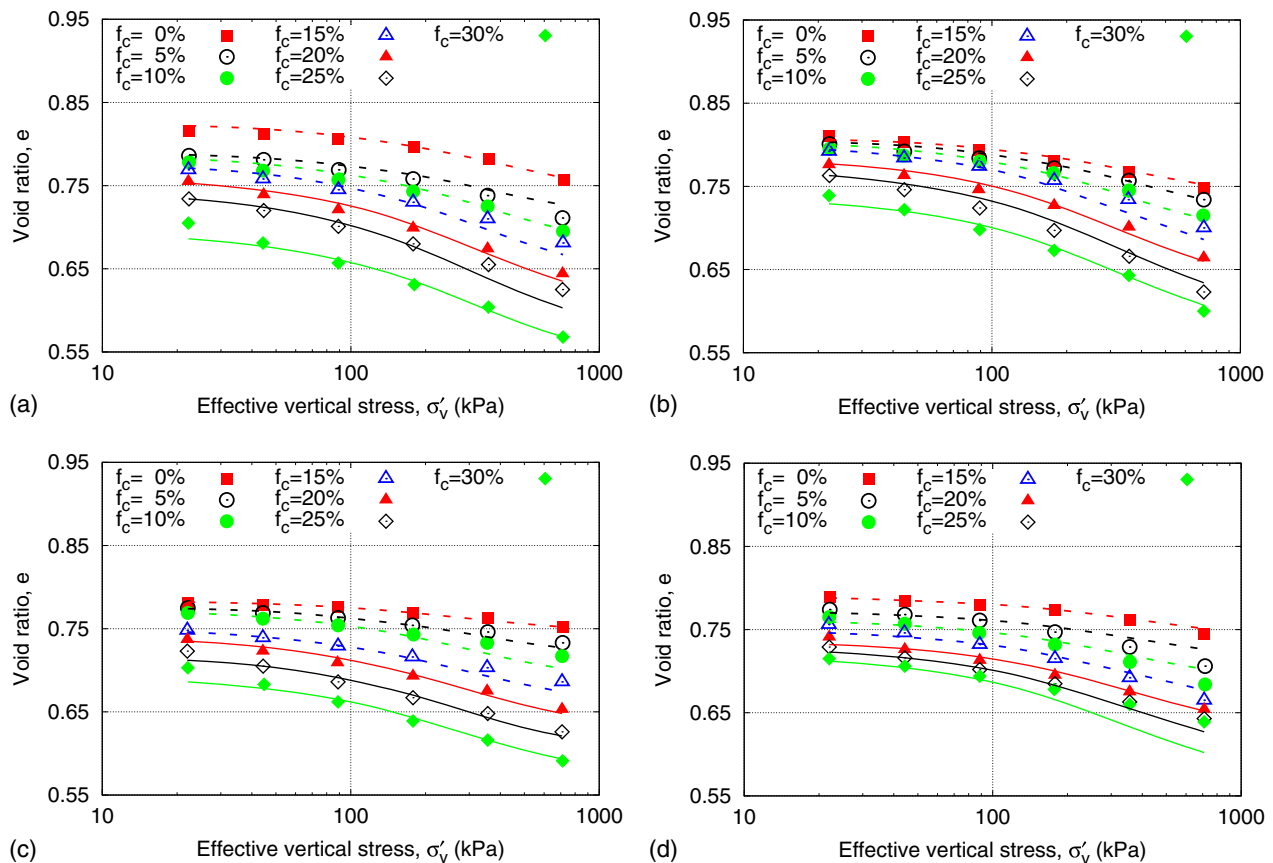 0.95
0.85
0.75
0.65
0.55
Void ratio, e
f_c= 0%
f_c= 5%
f_c=10%
f_c=15%
f_c=20%
f_c=25%
f_c=30%
10
100
1000
(a)
Effective vertical stress, σ′_v (kPa)
0.95
0.85
0.75
0.65
0.55
Void ratio, e
f_c= 0%
f_c= 5%
f_c=10%
f_c=15%
f_c=20%
f_c=25%
f_c=30%
10
100
1000
(b)
Effective vertical stress, σ′_v (kPa)
0.95
0.85
0.75
0.65
0.55
Void ratio, e
f_c= 0%
f_c= 5%
f_c=10%
f_c=15%
f_c=20%
f_c=25%
f_c=30%
10
100
1000
(c)
Effective vertical stress, σ′_v (kPa)
0.95
0.85
0.75
0.65
0.55
Void ratio, e
f_c= 0%
f_c= 5%
f_c=10%
f_c=15%
f_c=20%
f_c=25%
f_c=30%
10
100
1000
(d)
Effective vertical stress, σ′_v (kPa)